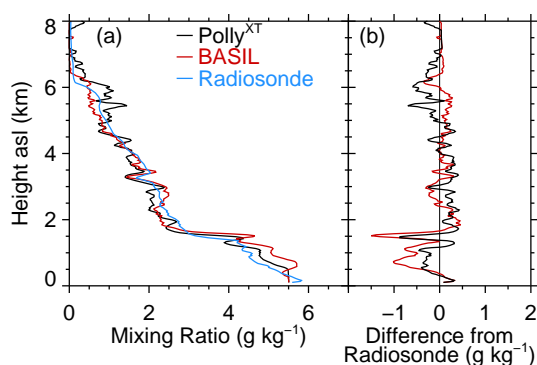 (a)
Polly^XT
BASIL
Radiosonde
(b)
Height asl (km)
8
6
4
2
0
0 2 4 6 8
−1 0 1 2
Mixing Ratio (g kg⁻¹)
Difference from
Radiosonde (g kg⁻¹)